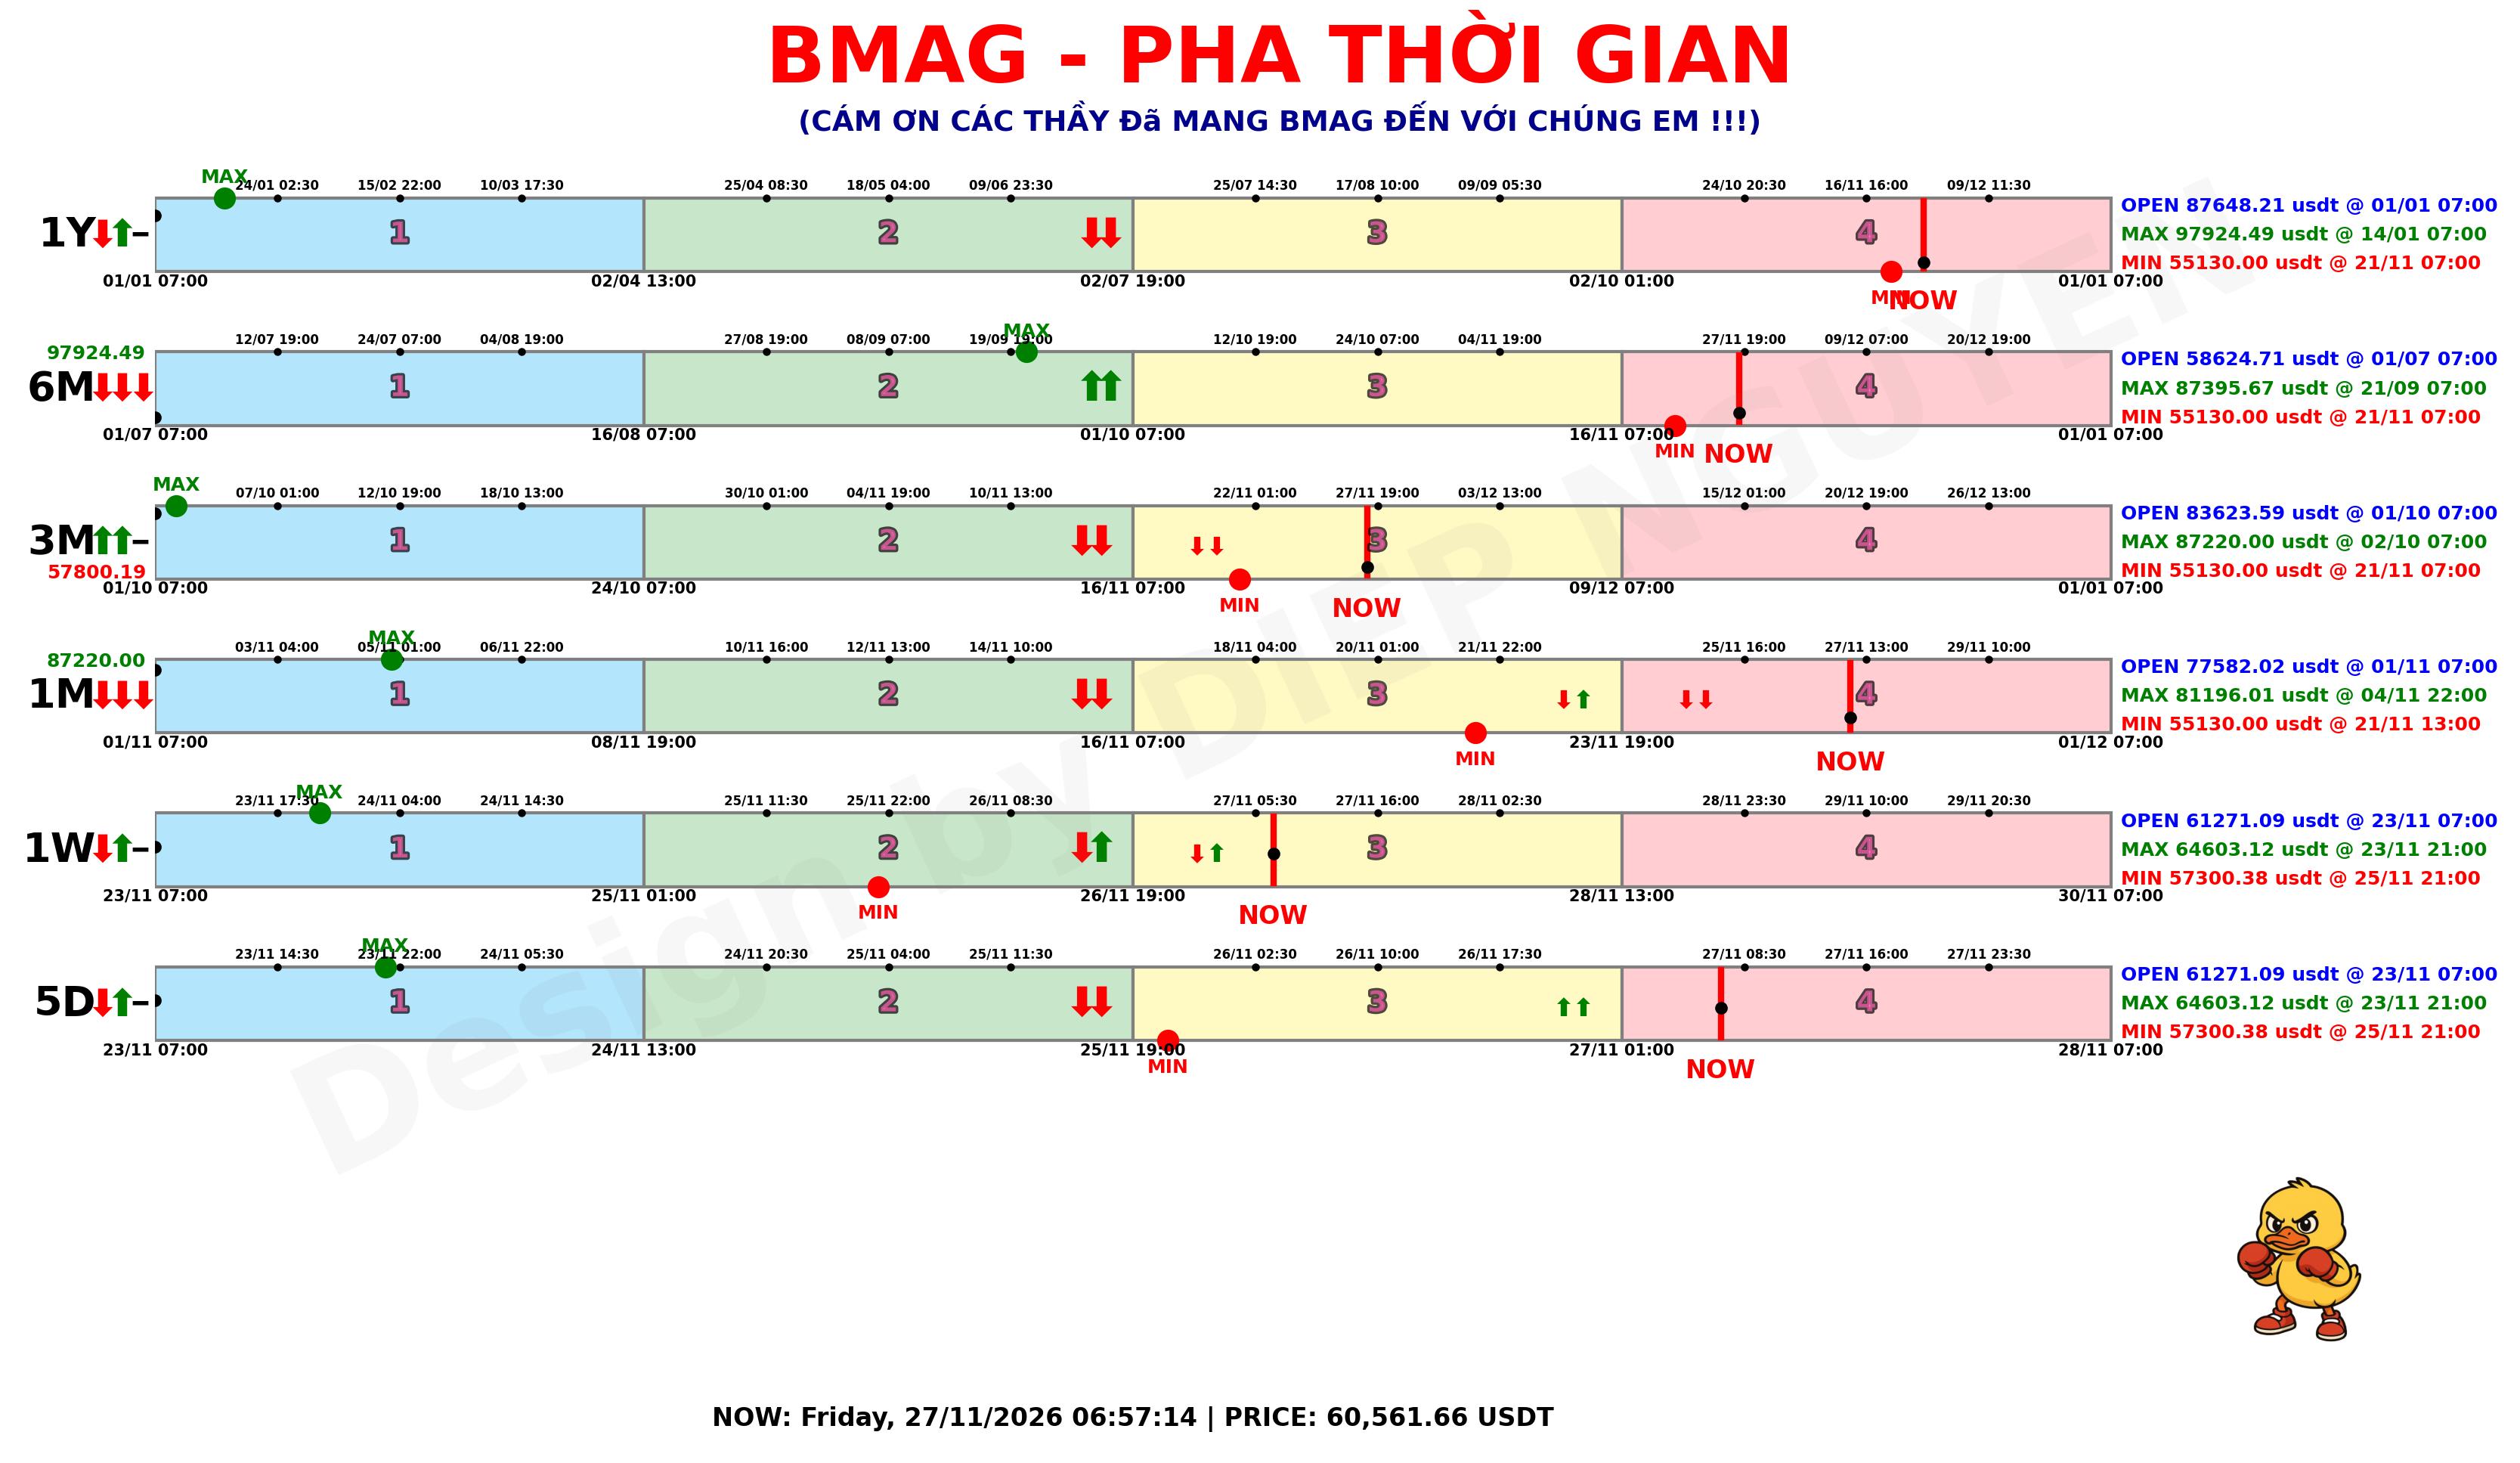 BMAG - PHA THỜI GIAN
(CÁM ƠN CÁC THẦY Đã MANG BMAG ĐẾN VỚI CHÚNG EM !!!)
MAX
24/01 02:30 15/02 22:00 10/03 17:30 25/04 08:30 18/05 04:00 09/06 23:30 25/07 14:30 17/08 10:00 09/09 05:30 24/10 20:30 16/11 16:00 09/12 11:30
1Y⬇⬆– 1 2 ⬇⬇ 3 4
OPEN 87648.21 usdt @ 01/01 07:00
MAX 97924.49 usdt @ 14/01 07:00
MIN 55130.00 usdt @ 21/11 07:00
01/01 07:00 02/04 13:00 02/07 19:00 02/10 01:00 01/01 07:00
MIN NOW
MAX
12/07 19:00 24/07 07:00 04/08 19:00 27/08 19:00 08/09 07:00 19/09 19:00 12/10 19:00 24/10 07:00 04/11 19:00 27/11 19:00 09/12 07:00 20/12 19:00
97924.49
6M⬇⬇⬇ 1 2 ⬆⬆ 3 4
OPEN 58624.71 usdt @ 01/07 07:00
MAX 87395.67 usdt @ 21/09 07:00
MIN 55130.00 usdt @ 21/11 07:00
01/07 07:00 16/08 07:00 01/10 07:00 16/11 07:00 01/01 07:00
MIN NOW
MAX
07/10 01:00 12/10 19:00 18/10 13:00 30/10 01:00 04/11 19:00 10/11 13:00 22/11 01:00 27/11 19:00 03/12 13:00 15/12 01:00 20/12 19:00 26/12 13:00
3M⬆⬆– 1 2 ⬇⬇ ⬇⬇ 3 4
57800.19
OPEN 83623.59 usdt @ 01/10 07:00
MAX 87220.00 usdt @ 02/10 07:00
MIN 55130.00 usdt @ 21/11 07:00
01/10 07:00 24/10 07:00 16/11 07:00 09/12 07:00 01/01 07:00
MIN NOW
MAX
03/11 04:00 05/11 01:00 06/11 22:00 10/11 16:00 12/11 13:00 14/11 10:00 18/11 04:00 20/11 01:00 21/11 22:00 25/11 16:00 27/11 13:00 29/11 10:00
87220.00
1M⬇⬇⬇ 1 2 ⬇⬇ 3 ⬇⬆ ⬇⬇ 4
OPEN 77582.02 usdt @ 01/11 07:00
MAX 81196.01 usdt @ 04/11 22:00
MIN 55130.00 usdt @ 21/11 13:00
01/11 07:00 08/11 19:00 16/11 07:00 23/11 19:00 01/12 07:00
MIN NOW
MAX
23/11 17:30 24/11 04:00 24/11 14:30 25/11 11:30 25/11 22:00 26/11 08:30 27/11 05:30 27/11 16:00 28/11 02:30 28/11 23:30 29/11 10:00 29/11 20:30
1W⬇⬆– 1 2 ⬇⬆ ⬇⬆ 3 4
OPEN 61271.09 usdt @ 23/11 07:00
MAX 64603.12 usdt @ 23/11 21:00
MIN 57300.38 usdt @ 25/11 21:00
23/11 07:00 25/11 01:00 26/11 19:00 28/11 13:00 30/11 07:00
MIN NOW
MAX
23/11 14:30 23/11 22:00 24/11 05:30 24/11 20:30 25/11 04:00 25/11 11:30 26/11 02:30 26/11 10:00 26/11 17:30 27/11 08:30 27/11 16:00 27/11 23:30
5D⬇⬆– 1 2 ⬇⬇ 3 ⬆⬆ 4
OPEN 61271.09 usdt @ 23/11 07:00
MAX 64603.12 usdt @ 23/11 21:00
MIN 57300.38 usdt @ 25/11 21:00
23/11 07:00 24/11 13:00 25/11 19:00 27/11 01:00 28/11 07:00
MIN NOW
Design by DIEP NGUYEN
NOW: Friday, 27/11/2026 06:57:14 | PRICE: 60,561.66 USDT